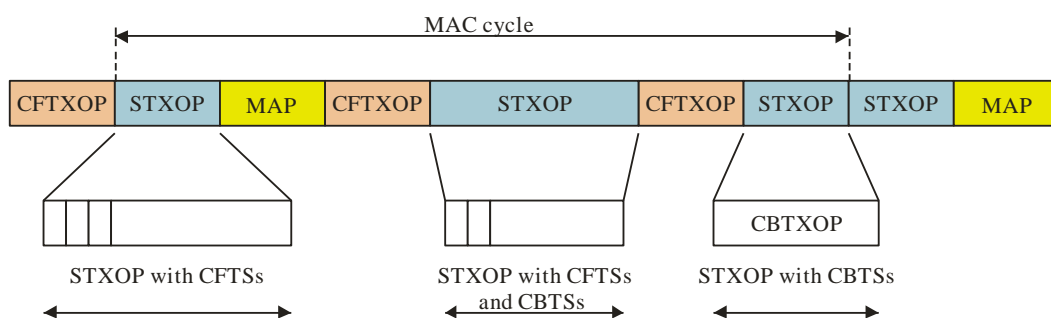 MAC cycle
CFTXOP STXOP MAP CFTXOP STXOP CFTXOP STXOP STXOP MAP
CBTXOP
STXOP with CFTSs STXOP with CFTSs STXOP with CBTSs
and CBTSs